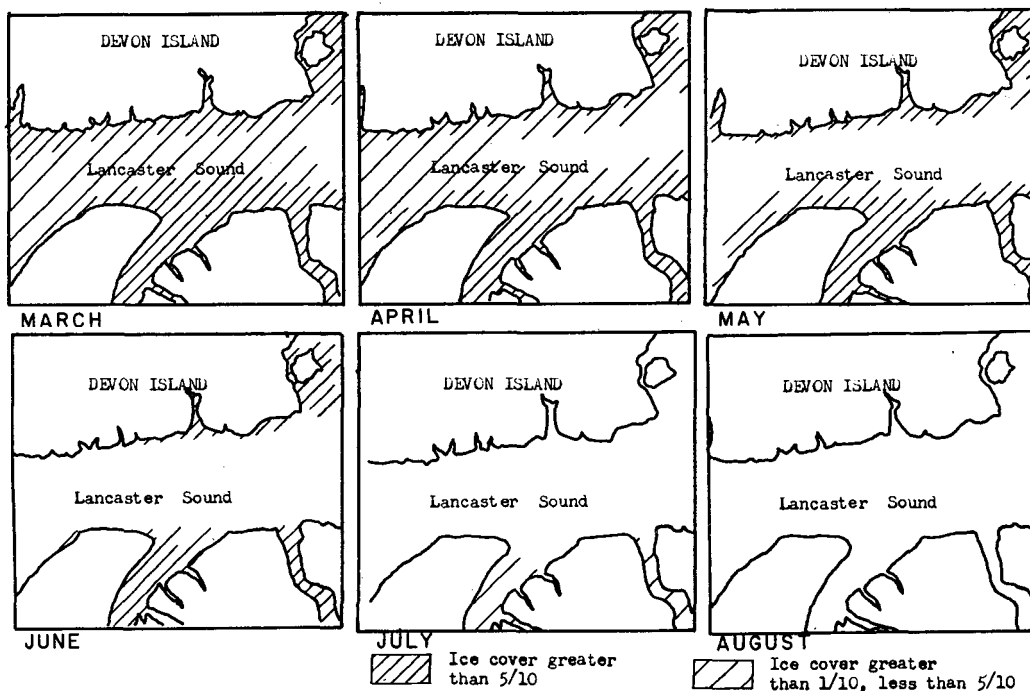 DEVON ISLAND
Lancaster Sound
MARCH
DEVON ISLAND
Lancaster Sound
APRIL
DEVON ISLAND
Lancaster Sound
MAY
DEVON ISLAND
Lancaster Sound
JUNE
DEVON ISLAND
Lancaster Sound
JULY
DEVON ISLAND
Lancaster Sound
AUGUST
Ice cover greater
than 5/10
Ice cover greater
than 1/10, less than 5/10